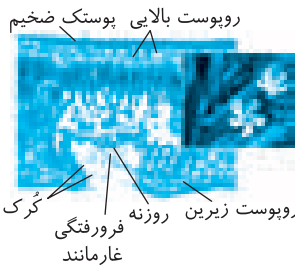 روپوست بالایی
پوستک ضخیم
روپوست زیرین
روزنه
فرورفتگی
غارمانند
کُرک